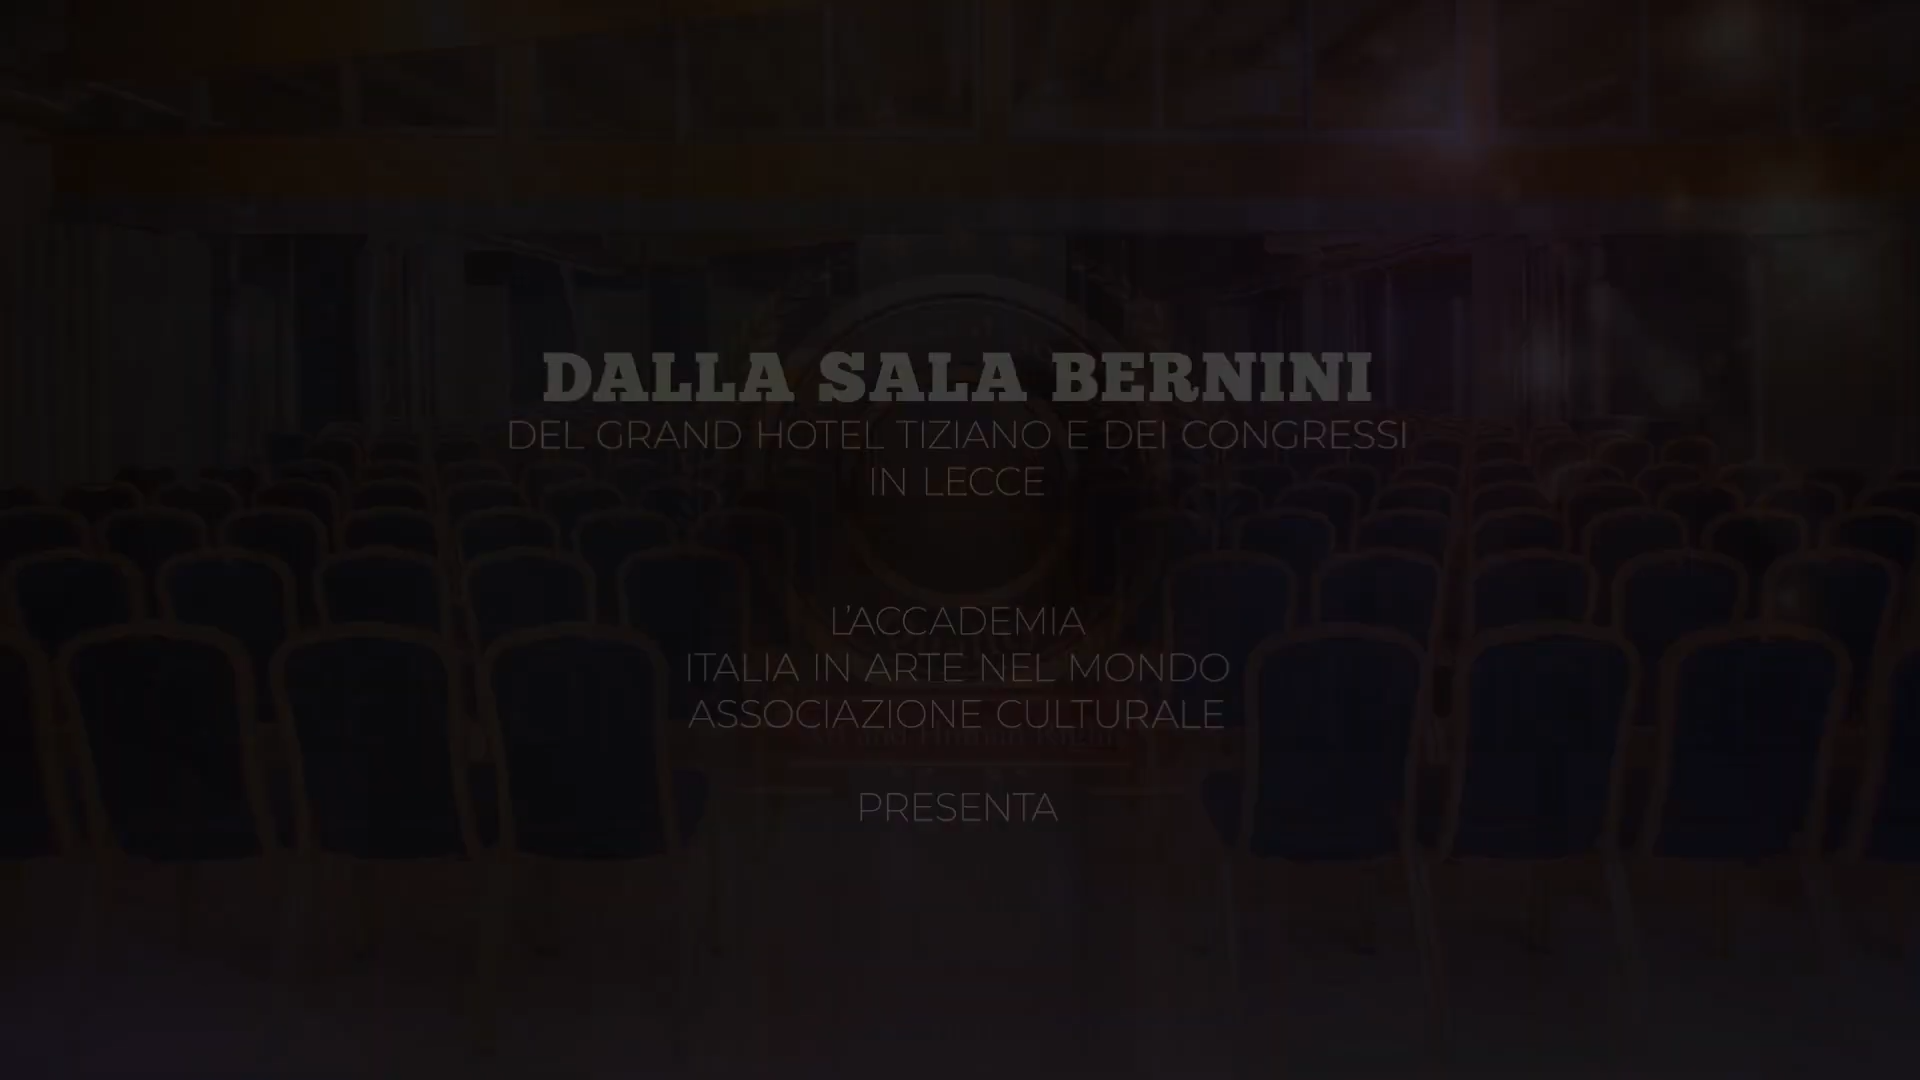 DALLA SALA BERNINI
DEL GRAND HOTEL TIZIANO E DEI CONGRESSI
IN LECCE
L'ACCADEMIA
ITALIA IN ARTE NEL MONDO
ASSOCIAZIONE CULTURALE
PRESENTA